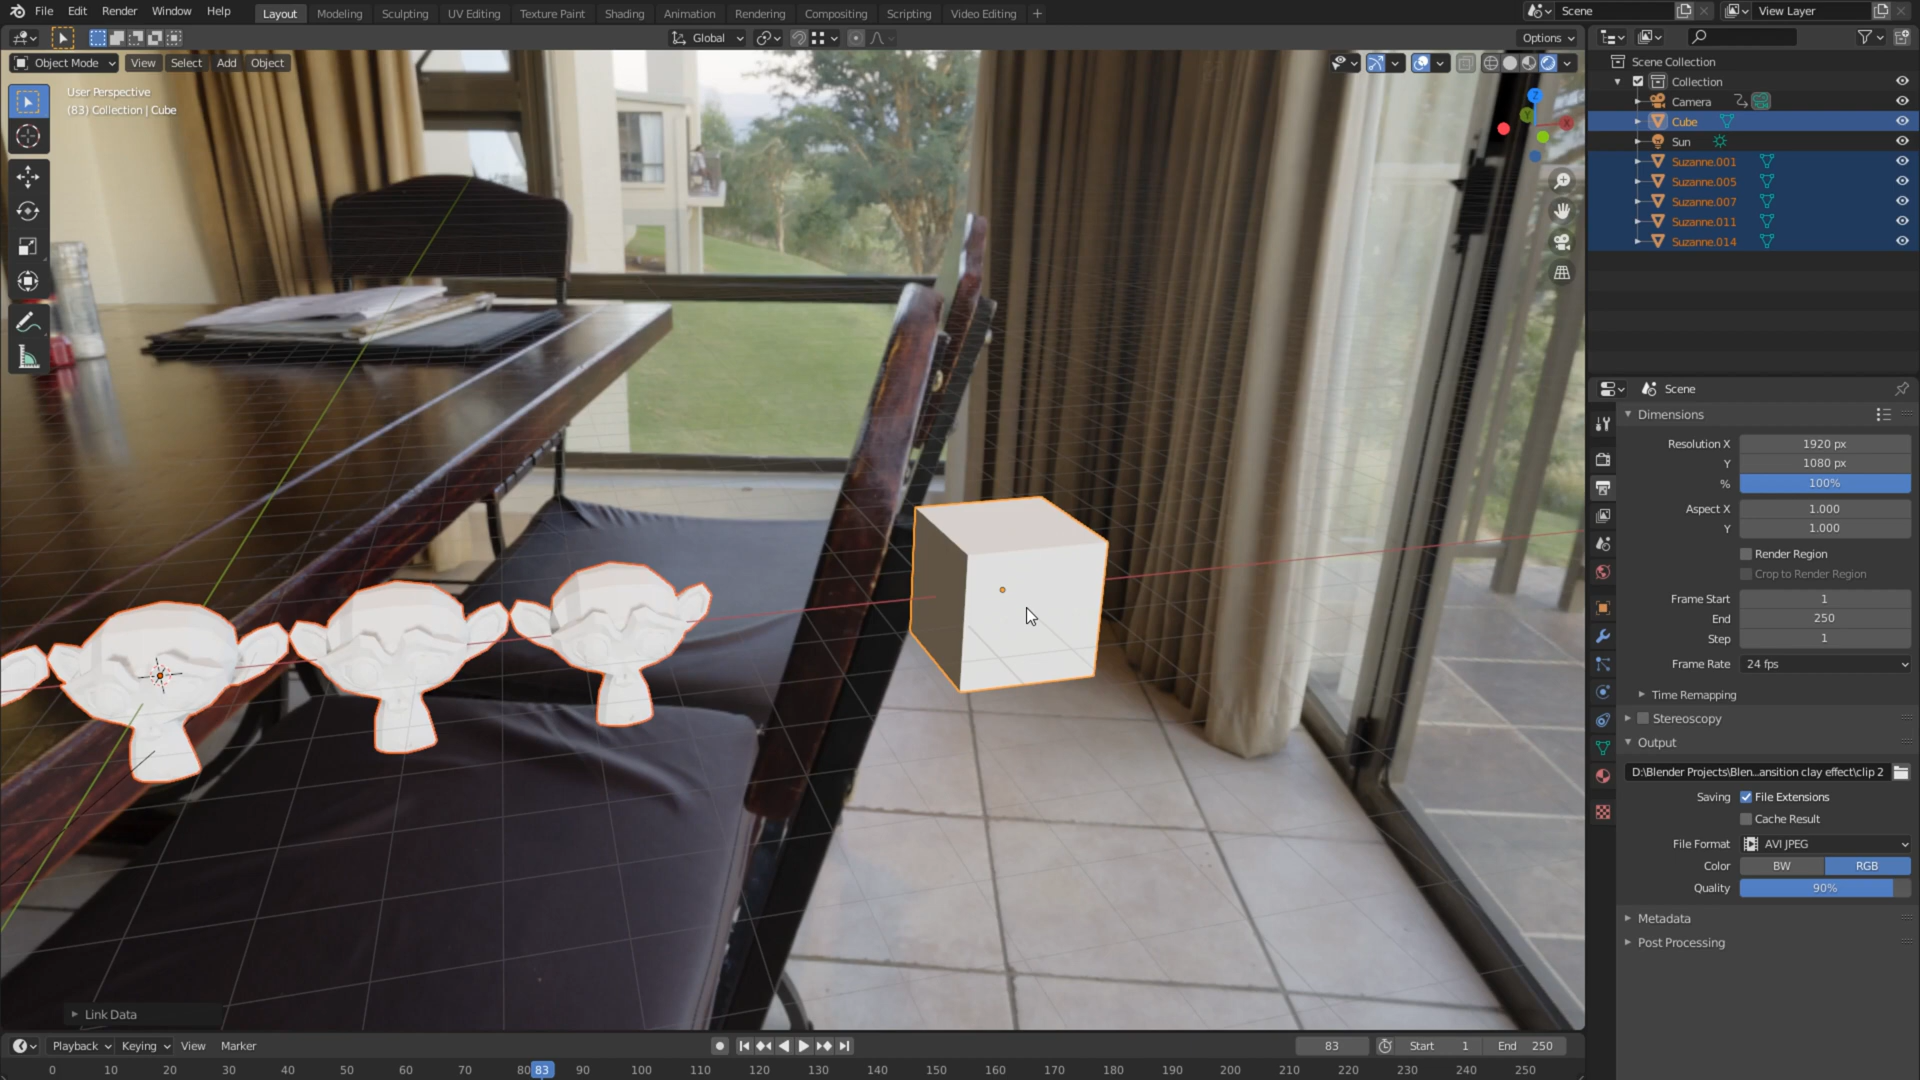 File Edit Render Window Help Layout Modeling Sculpting UV Editing Texture Paint Shading Animation Rendering Compositing Scripting Video Editing + Scene View Layer
Global Options
Object Mode View Select Add Object
User Perspective
(83) Collection | Cube
Z
Y
X
Scene Collection
Collection
Camera
Cube
Sun
Suzanne.001
Suzanne.005
Suzanne.007
Suzanne.011
Suzanne.014
Scene
Dimensions
Resolution X 1920 px
Y 1080 px
% 100%
Aspect X 1.000
Y 1.000
Render Region
Crop to Render Region
Frame Start 1
End 250
Step 1
Frame Rate 24 fps
Time Remapping
Stereoscopy
Output
D:\Blender Projects\Blen...ansition clay effect\clip 2
Saving File Extensions
Cache Result
File Format AVI JPEG
Color BW RGB
Quality 90%
Metadata
Post Processing
Link Data
Playback Keying View Marker 83 Start 1 End 250
0 10 20 30 40 50 60 70 80 83 90 100 110 120 130 140 150 160 170 180 190 200 210 220 230 240 250